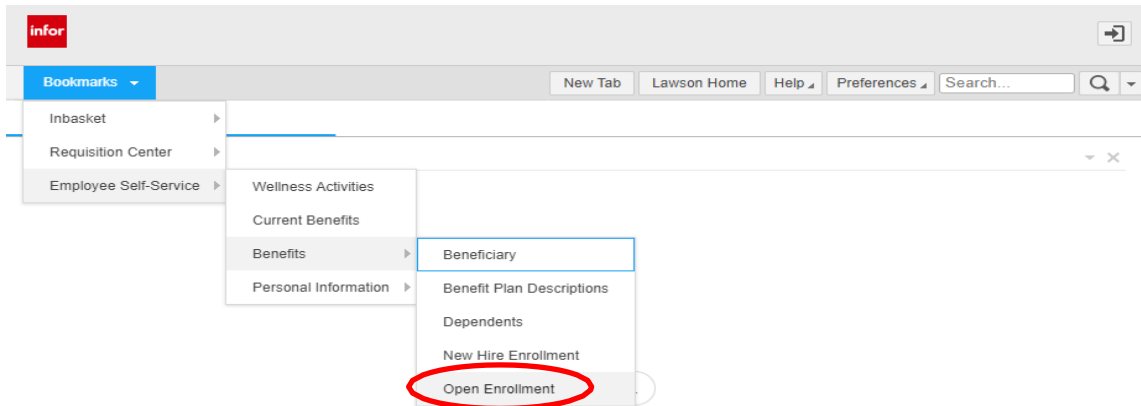 infor
Bookmarks
New Tab Lawson Home Help Preferences Search...
Inbasket
Requisition Center
Employee Self-Service
Wellness Activities
Current Benefits
Benefits
Personal Information
Beneficiary
Benefit Plan Descriptions
Dependents
New Hire Enrollment
Open Enrollment